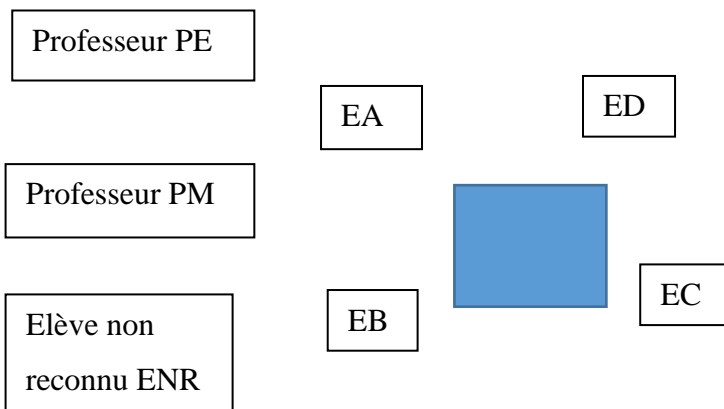 Professeur PE
EA
ED
Professeur PM
EB
EC
Elève non
reconnu ENR